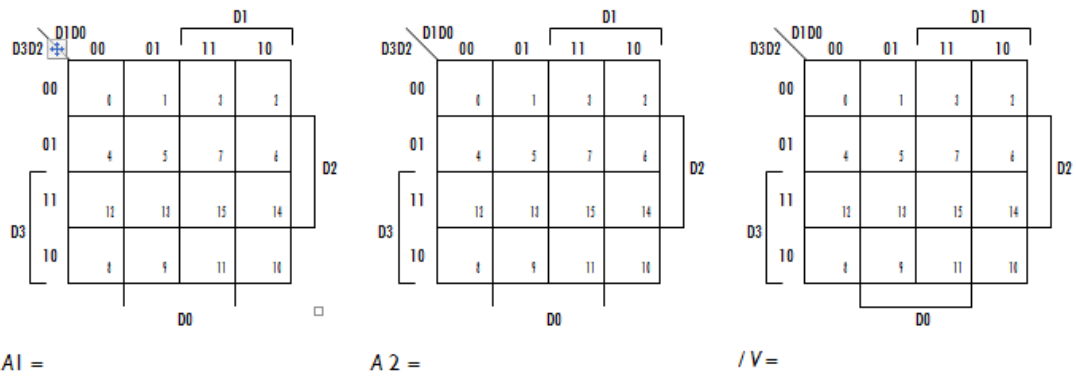 D1
D1D0
D3D2 00 01 11 10
00 0 1 3 2
01 4 5 7 6
D2
11 12 13 15 14
D3
10 8 9 11 10
D0
A1 =
D1
D1D0
D3D2 00 01 11 10
00 0 1 3 2
01 4 5 7 6
D2
11 12 13 15 14
D3
10 8 9 11 10
D0
A 2 =
D1
D1D0
D3D2 00 01 11 10
00 0 1 3 2
01 4 5 7 6
D2
11 12 13 15 14
D3
10 8 9 11 10
D0
/ V =